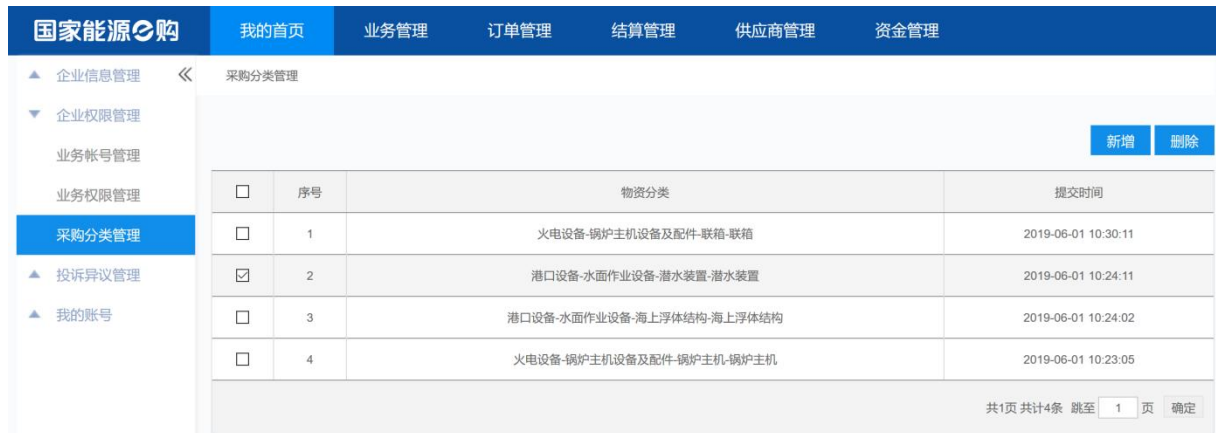 国家能源e购 我的首页 业务管理 订单管理 结算管理 供应商管理 资金管理
企业信息管理
企业权限管理
业务帐号管理
业务权限管理
采购分类管理
投诉异议管理
我的账号
采购分类管理
新增 删除
序号 物资分类 提交时间
1 火电设备-锅炉主机设备及配件-联箱-联箱 2019-06-01 10:30:11
2 港口设备-水面作业设备-潜水装置-潜水装置 2019-06-01 10:24:11
3 港口设备-水面作业设备-海上浮体结构-海上浮体结构 2019-06-01 10:24:02
4 火电设备-锅炉主机设备及配件-锅炉主机-锅炉主机 2019-06-01 10:23:05
共1页 共计4条 跳至 1 页 确定